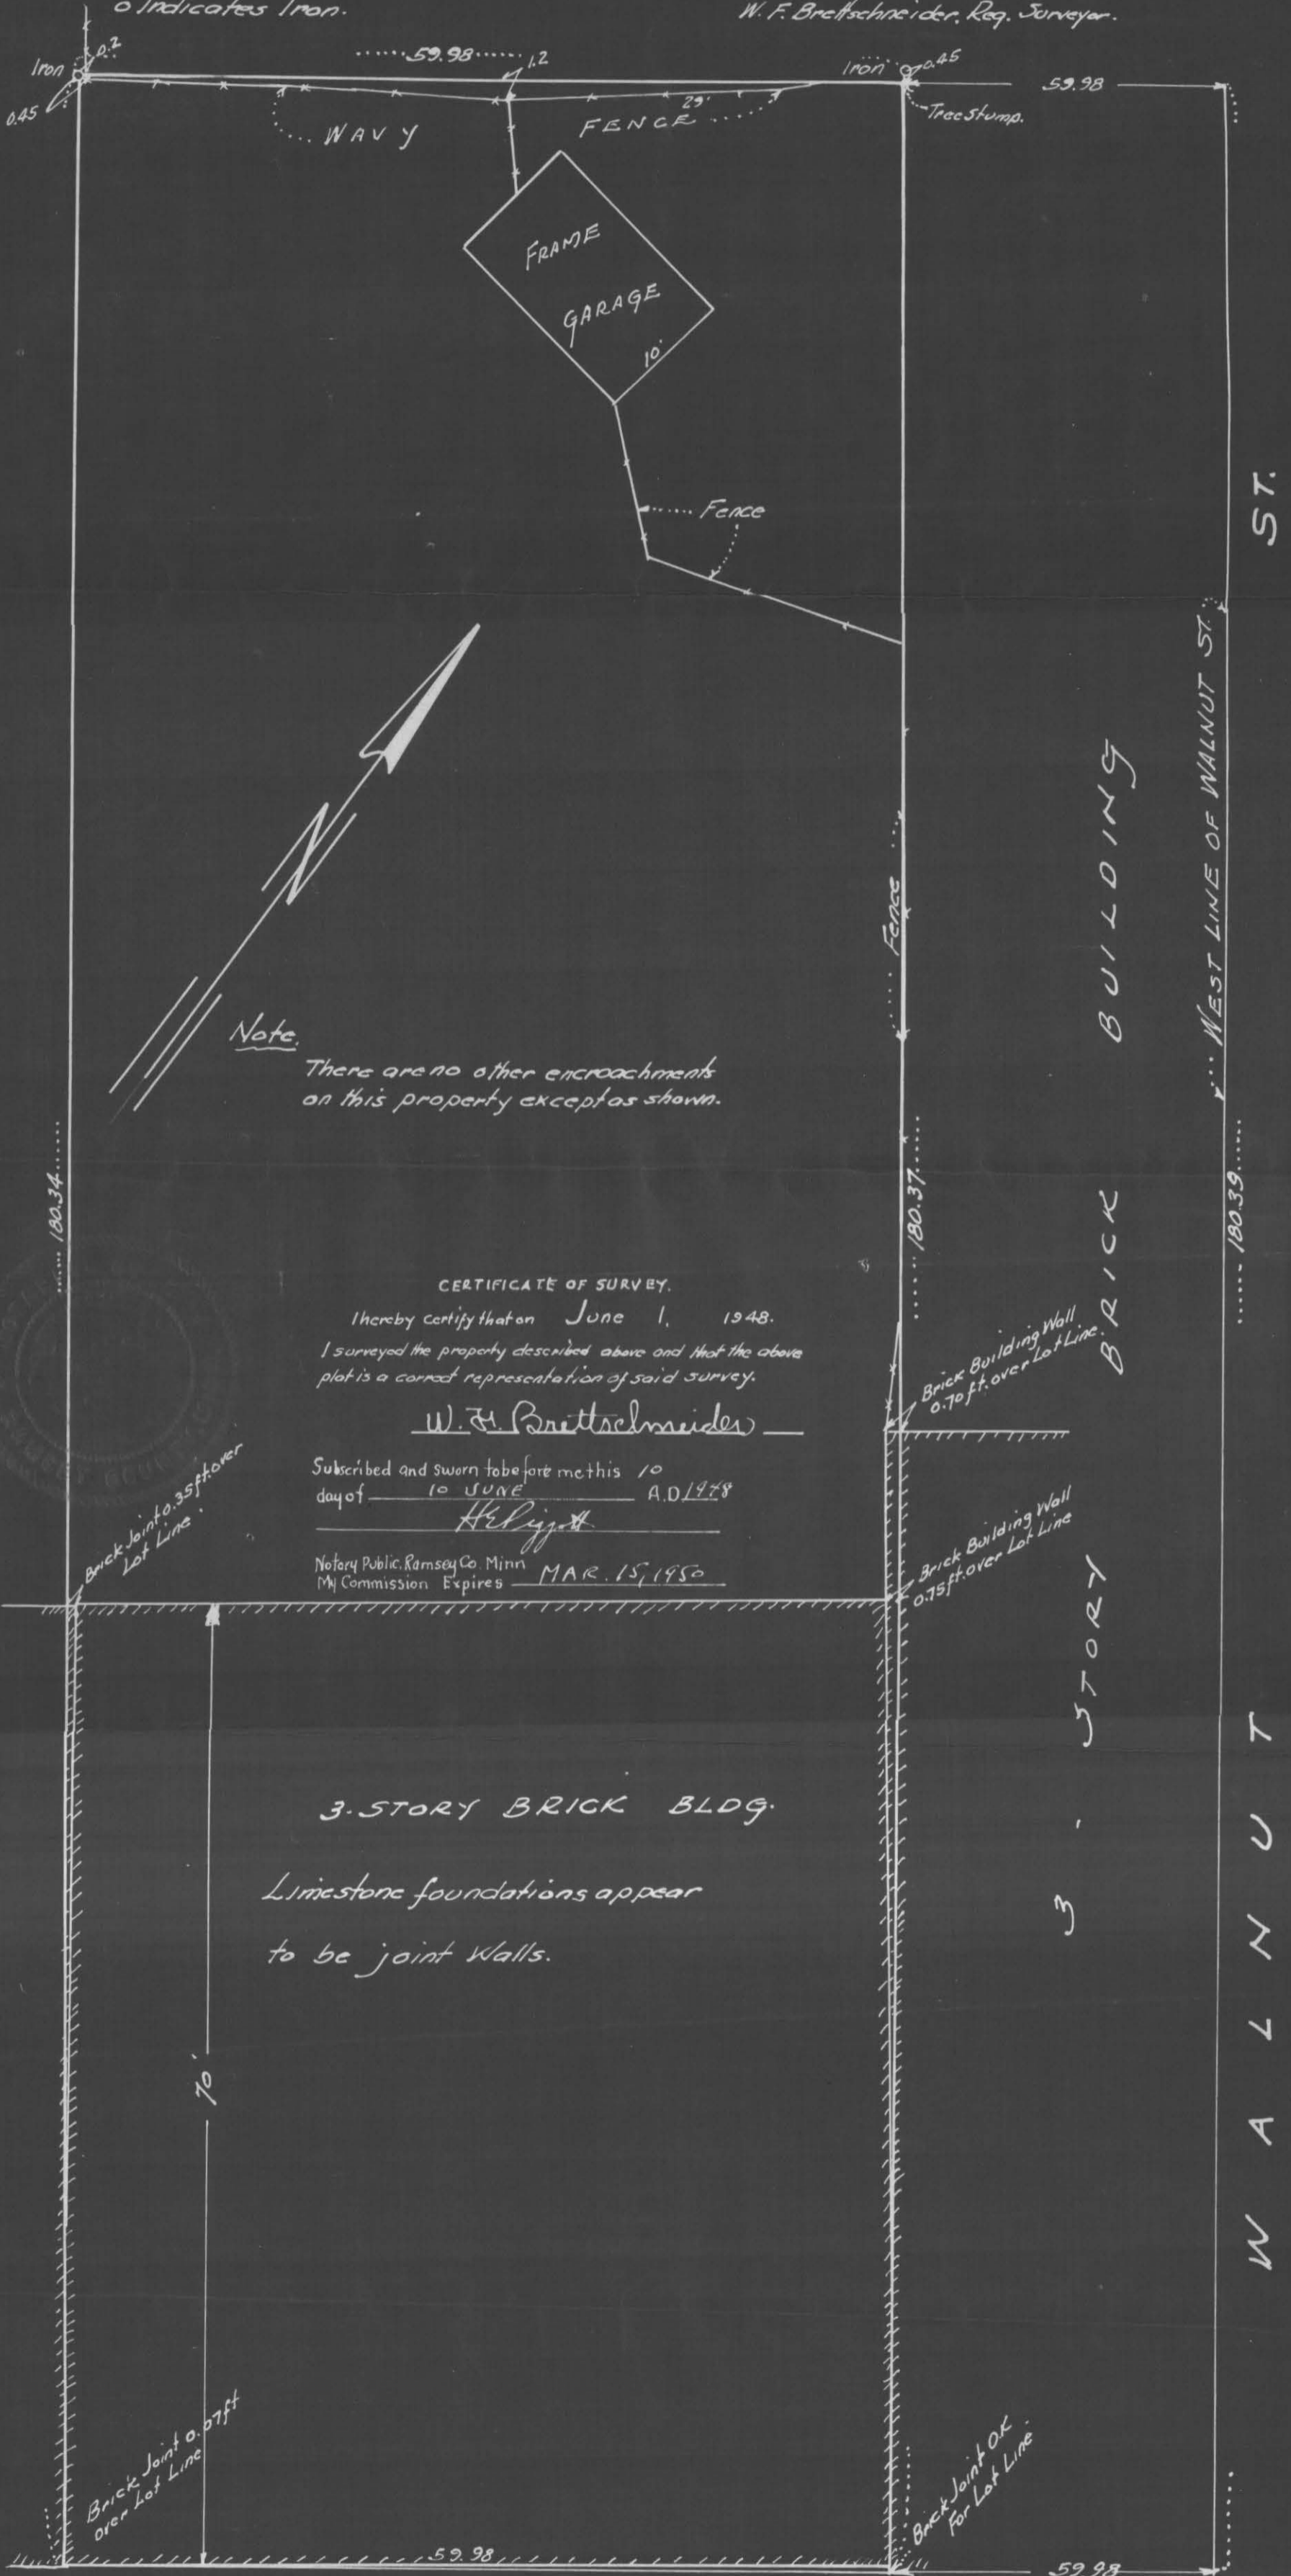 o Indicates Iron.
W. F. Brettschneider, Reg. Surveyor.
Iron
0.2
59.98
1.2
Iron
0.45
59.98
0.45
WAVY
29'
FENCE
Tree Stump.
FRAME
GARAGE
10'
Fence
ST.
WEST LINE OF WALNUT ST.
Fence
N
Note.
There are no other encroachments
on this property except as shown.
180.34
180.37
180.39
3 - STORY BRICK BUILDING
CERTIFICATE OF SURVEY.
I hereby certify that on June 1, 1948.
I surveyed the property described above and that the above
plat is a correct representation of said survey.
W. F. Brettschneider
Subscribed and sworn to before me this 10
day of 10 JUNE A.D. 1948
Notary Public, Ramsey Co. Minn
My Commission Expires MAR. 15, 1950
Brick Building Wall
0.70 ft. over Lot Line.
Brick Joint 0.35 ft. over
Lot Line.
Brick Building Wall
0.75 ft. over Lot Line
3-STORY BRICK BLDG.
Limestone foundations appear
to be joint Walls.
70'
WALNUT
Brick Joint 0.07 ft
over Lot Line
Brick Joint O.K.
For Lot Line
59.98
59.98